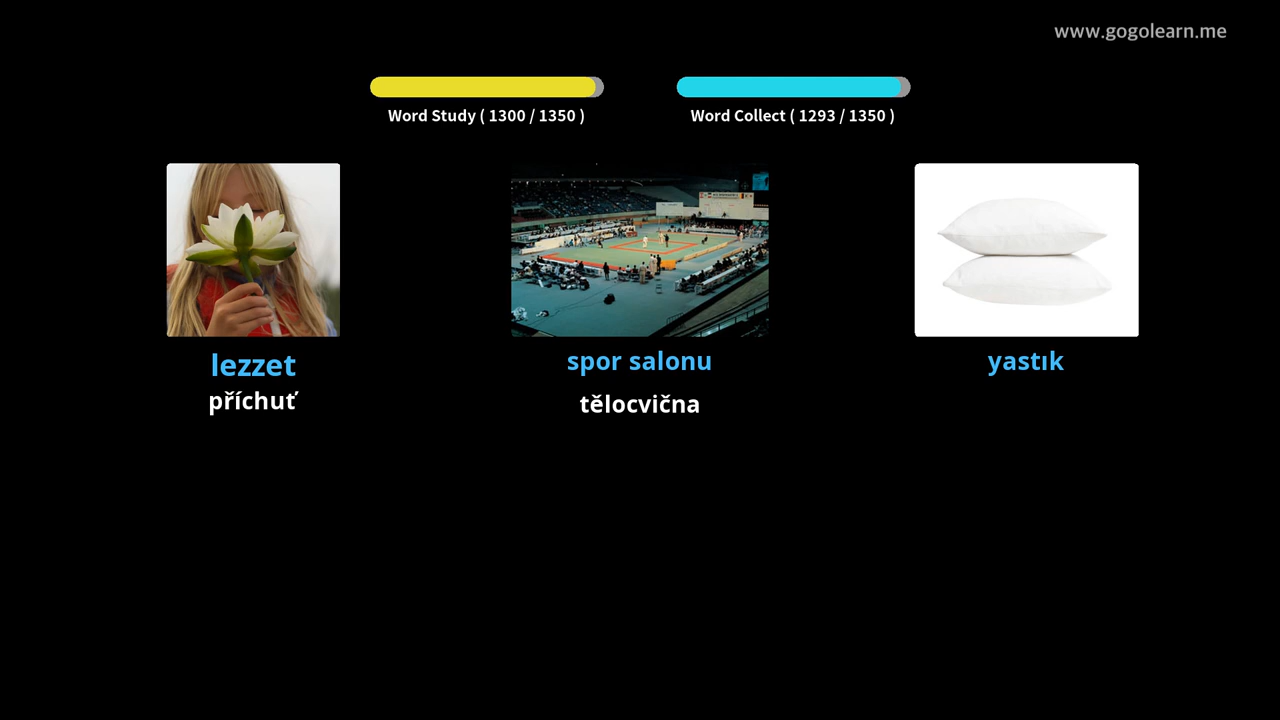 www.gogolearn.me
Word Study ( 1300 / 1350 )
Word Collect ( 1293 / 1350 )
lezzet
příchuť
spor salonu
tělocvična
yastık